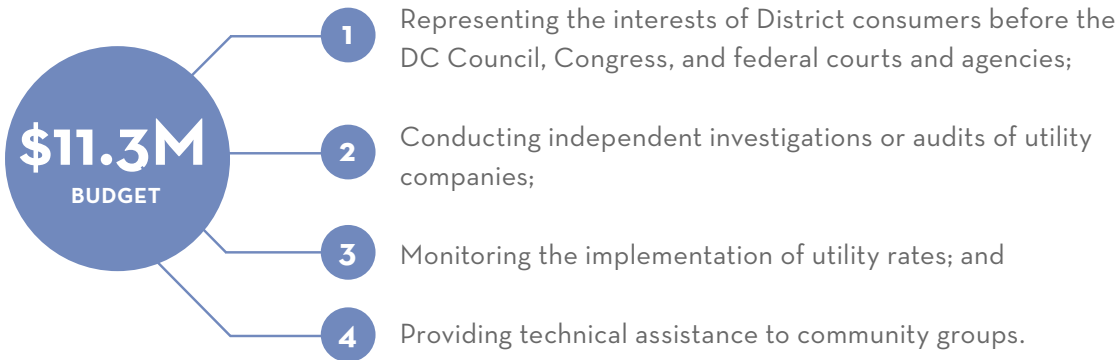 $11.3M
BUDGET
1
Representing the interests of District consumers before the
DC Council, Congress, and federal courts and agencies;
2
Conducting independent investigations or audits of utility
companies;
3
Monitoring the implementation of utility rates; and
4
Providing technical assistance to community groups.